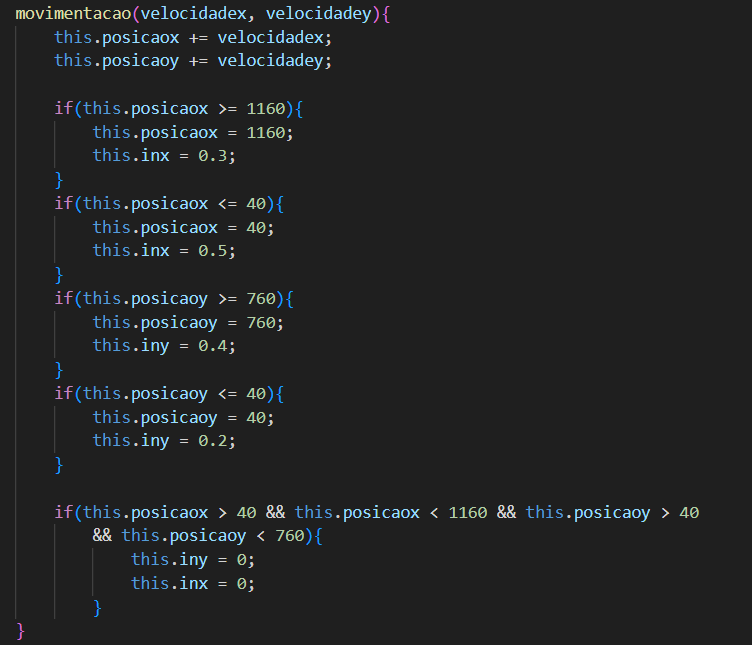 movimentacao(velocidadex, velocidadey){
    this.posicaox += velocidadex;
    this.posicaoy += velocidadey;

    if(this.posicaox >= 1160){
        this.posicaox = 1160;
        this.inx = 0.3;
    }
    if(this.posicaox <= 40){
        this.posicaox = 40;
        this.inx = 0.5;
    }
    if(this.posicaoy >= 760){
        this.posicaoy = 760;
        this.iny = 0.4;
    }
    if(this.posicaoy <= 40){
        this.posicaoy = 40;
        this.iny = 0.2;
    }

    if(this.posicaox > 40 && this.posicaox < 1160 && this.posicaoy > 40
        && this.posicaoy < 760){
            this.iny = 0;
            this.inx = 0;
        }
}